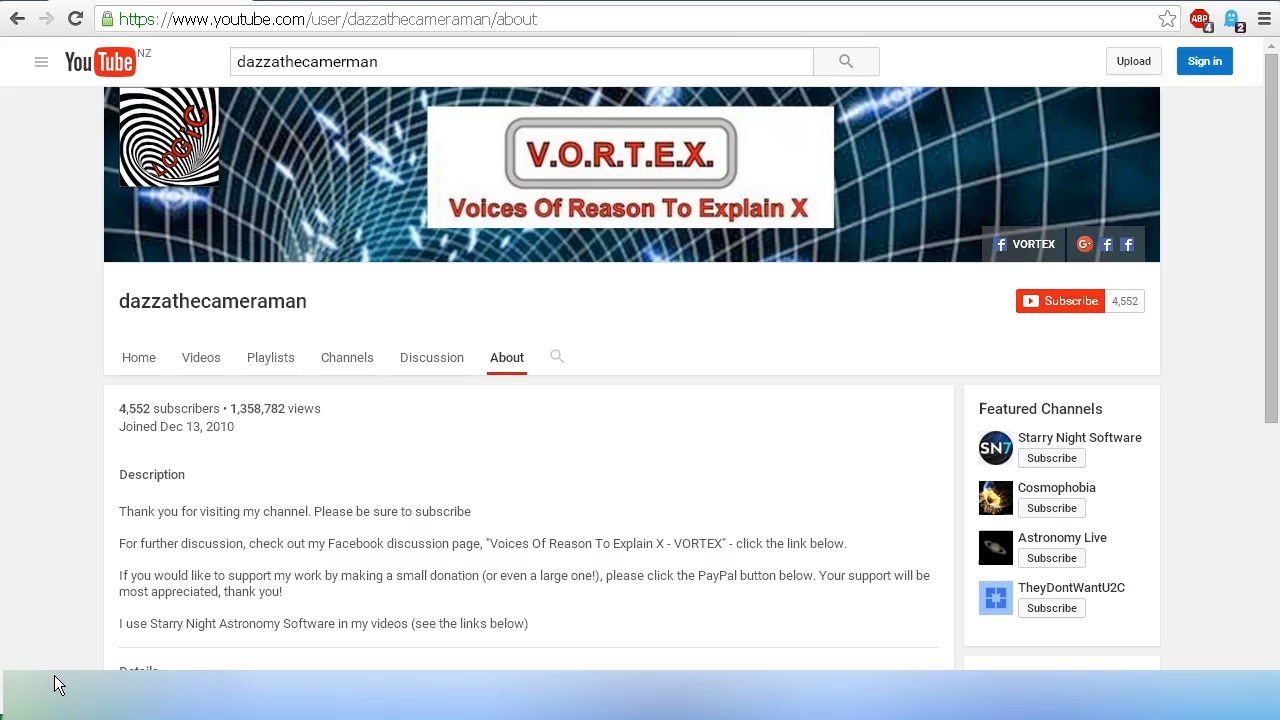 https://www.youtube.com/user/dazzathecameraman/about
ABP
4
2
YouTube NZ
dazzathecamerman
Upload
Sign in
LOGIC
V.O.R.T.E.X.
Voices Of Reason To Explain X
VORTEX
dazzathecameraman
Subscribe 4,552
Home Videos Playlists Channels Discussion About
4,552 subscribers • 1,358,782 views
Joined Dec 13, 2010
Description
Thank you for visiting my channel. Please be sure to subscribe
For further discussion, check out my Facebook discussion page, "Voices Of Reason To Explain X - VORTEX" - click the link below.
If you would like to support my work by making a small donation (or even a large one!), please click the PayPal button below. Your support will be
most appreciated, thank you!
I use Starry Night Astronomy Software in my videos (see the links below)
Details
Featured Channels
SN7
Starry Night Software
Subscribe
Cosmophobia
Subscribe
Astronomy Live
Subscribe
TheyDontWantU2C
Subscribe